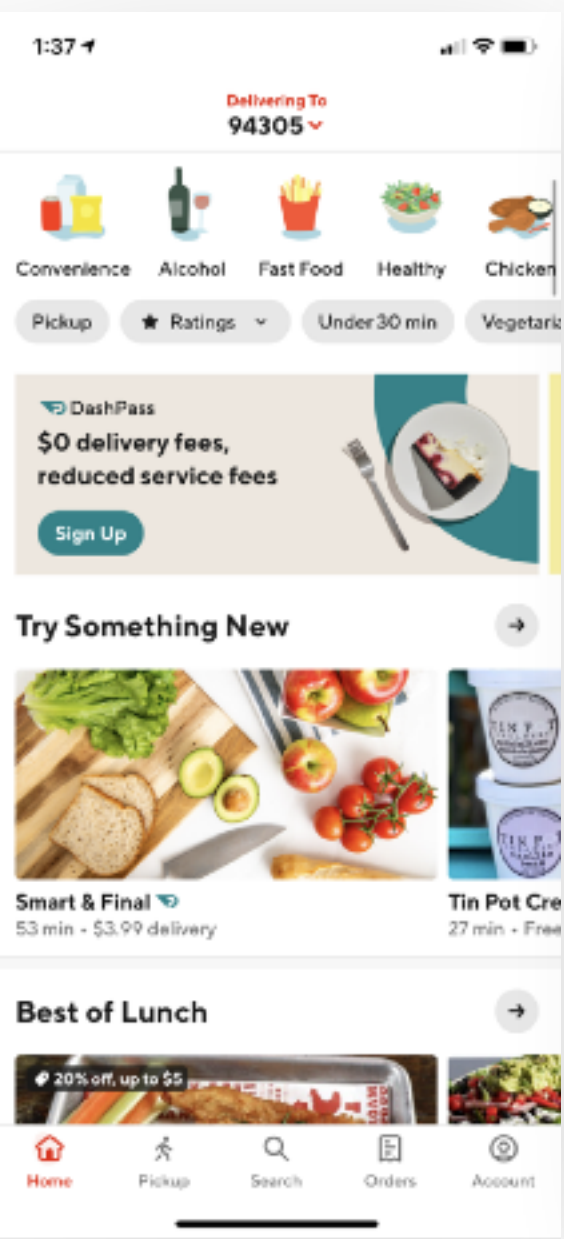 1:37
Delivering To
94305
Convenience
Alcohol
Fast Food
Healthy
Chicken
Pickup
Ratings
Under 30 min
Vegetaria
DashPass
$0 delivery fees,
reduced service fees
Sign Up
Try Something New
TIN P T
TIN P T
Smart & Final
53 min • $3.99 delivery
Tin Pot Cre
27 min • Free
Best of Lunch
20% off, up to $5
Home
Pickup
Search
Orders
Account